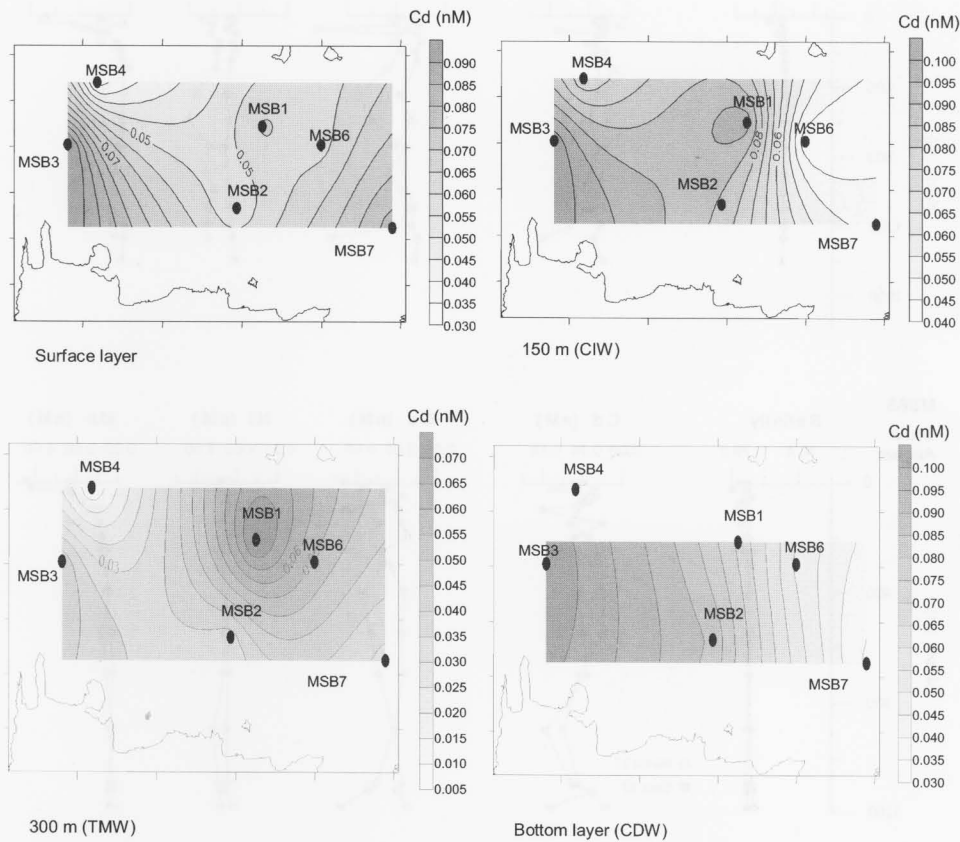 Cd (nM)
MSB4
MSB1
MSB6
MSB3
MSB2
MSB7
0.05
0.07
0.05
0.090
0.085
0.080
0.075
0.070
0.065
0.060
0.055
0.050
0.045
0.040
0.035
0.030
Surface layer
Cd (nM)
MSB4
MSB1
MSB6
MSB3
MSB2
MSB7
0.08
0.06
0.100
0.095
0.090
0.085
0.080
0.075
0.070
0.065
0.060
0.055
0.050
0.045
0.040
150 m (CIW)
Cd (nM)
MSB4
MSB1
MSB6
MSB3
MSB2
MSB7
0.03
0.070
0.065
0.060
0.055
0.050
0.045
0.040
0.035
0.030
0.025
0.020
0.015
0.010
0.005
300 m (TMW)
Cd (nM)
MSB4
MSB1
MSB3
MSB6
MSB2
MSB7
0.100
0.095
0.090
0.085
0.080
0.075
0.070
0.065
0.060
0.055
0.050
0.045
0.040
0.035
0.030
Bottom layer (CDW)